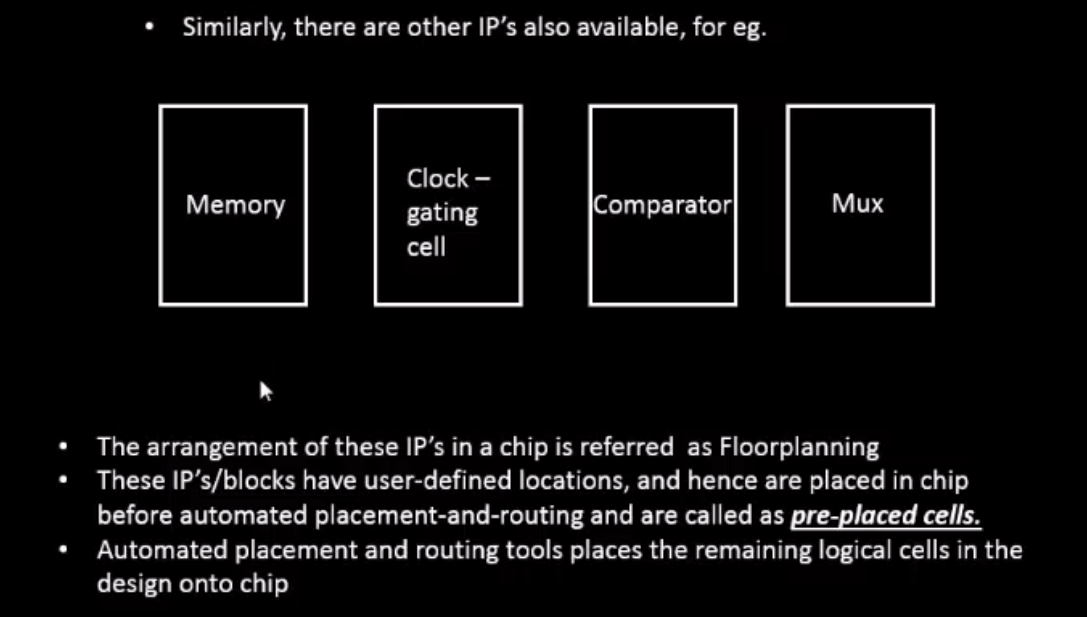 • Similarly, there are other IP's also available, for eg.
Memory
Clock –
gating
cell
Comparator
Mux
• The arrangement of these IP's in a chip is referred  as Floorplanning
• These IP's/blocks have user-defined locations, and hence are placed in chip
before automated placement-and-routing and are called as pre-placed cells.
• Automated placement and routing tools places the remaining logical cells in the
design onto chip